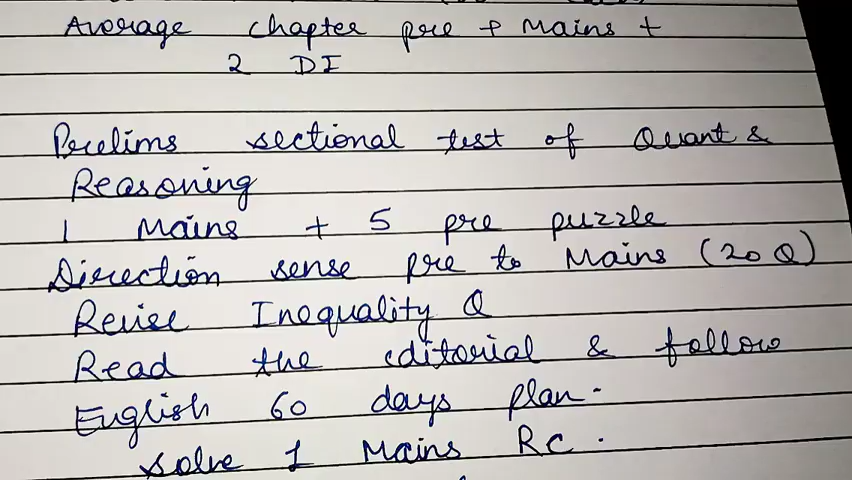 Average chapter pre + Mains +
2 DI
Prelims sectional test of Quant &
Reasoning
1 Mains + 5 pre puzzle
Direction sense pre to Mains (20 Q)
Revise Inequality Q
Read the editorial & follow
English 60 days plan.
solve 1 Mains RC.